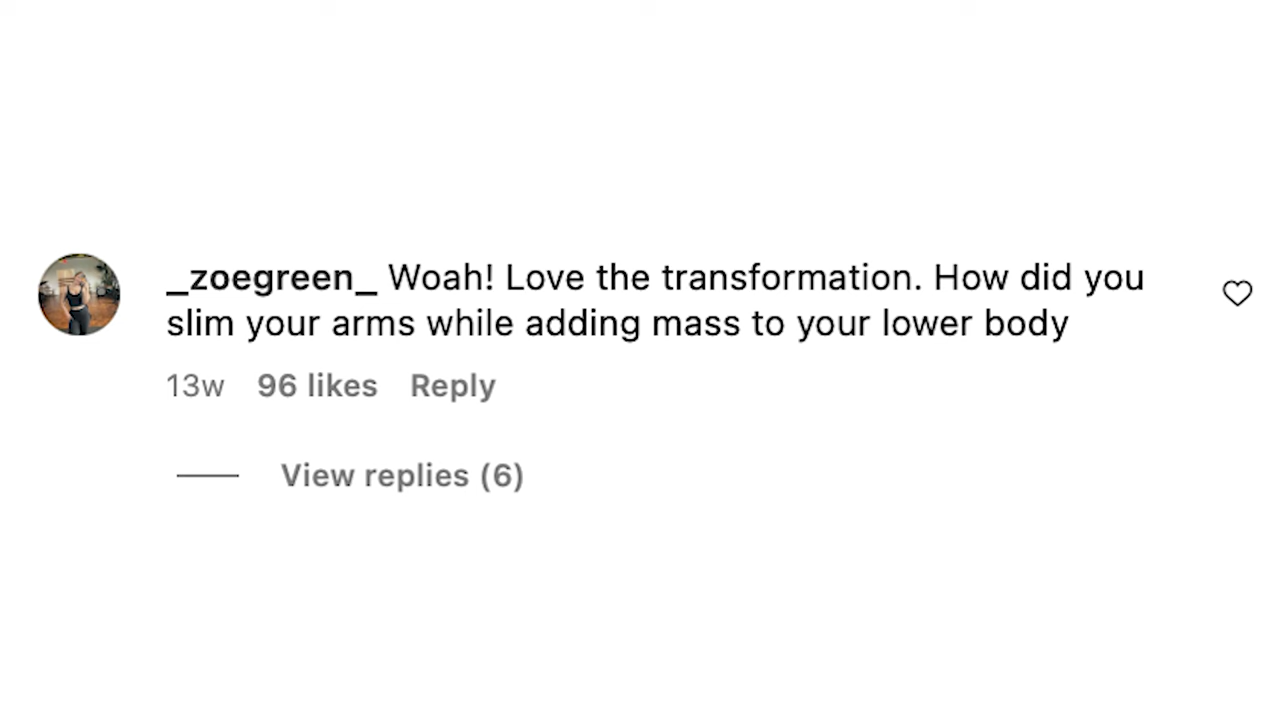 _zoegreen_ Woah! Love the transformation. How did you
slim your arms while adding mass to your lower body
13w 96 likes Reply
View replies (6)